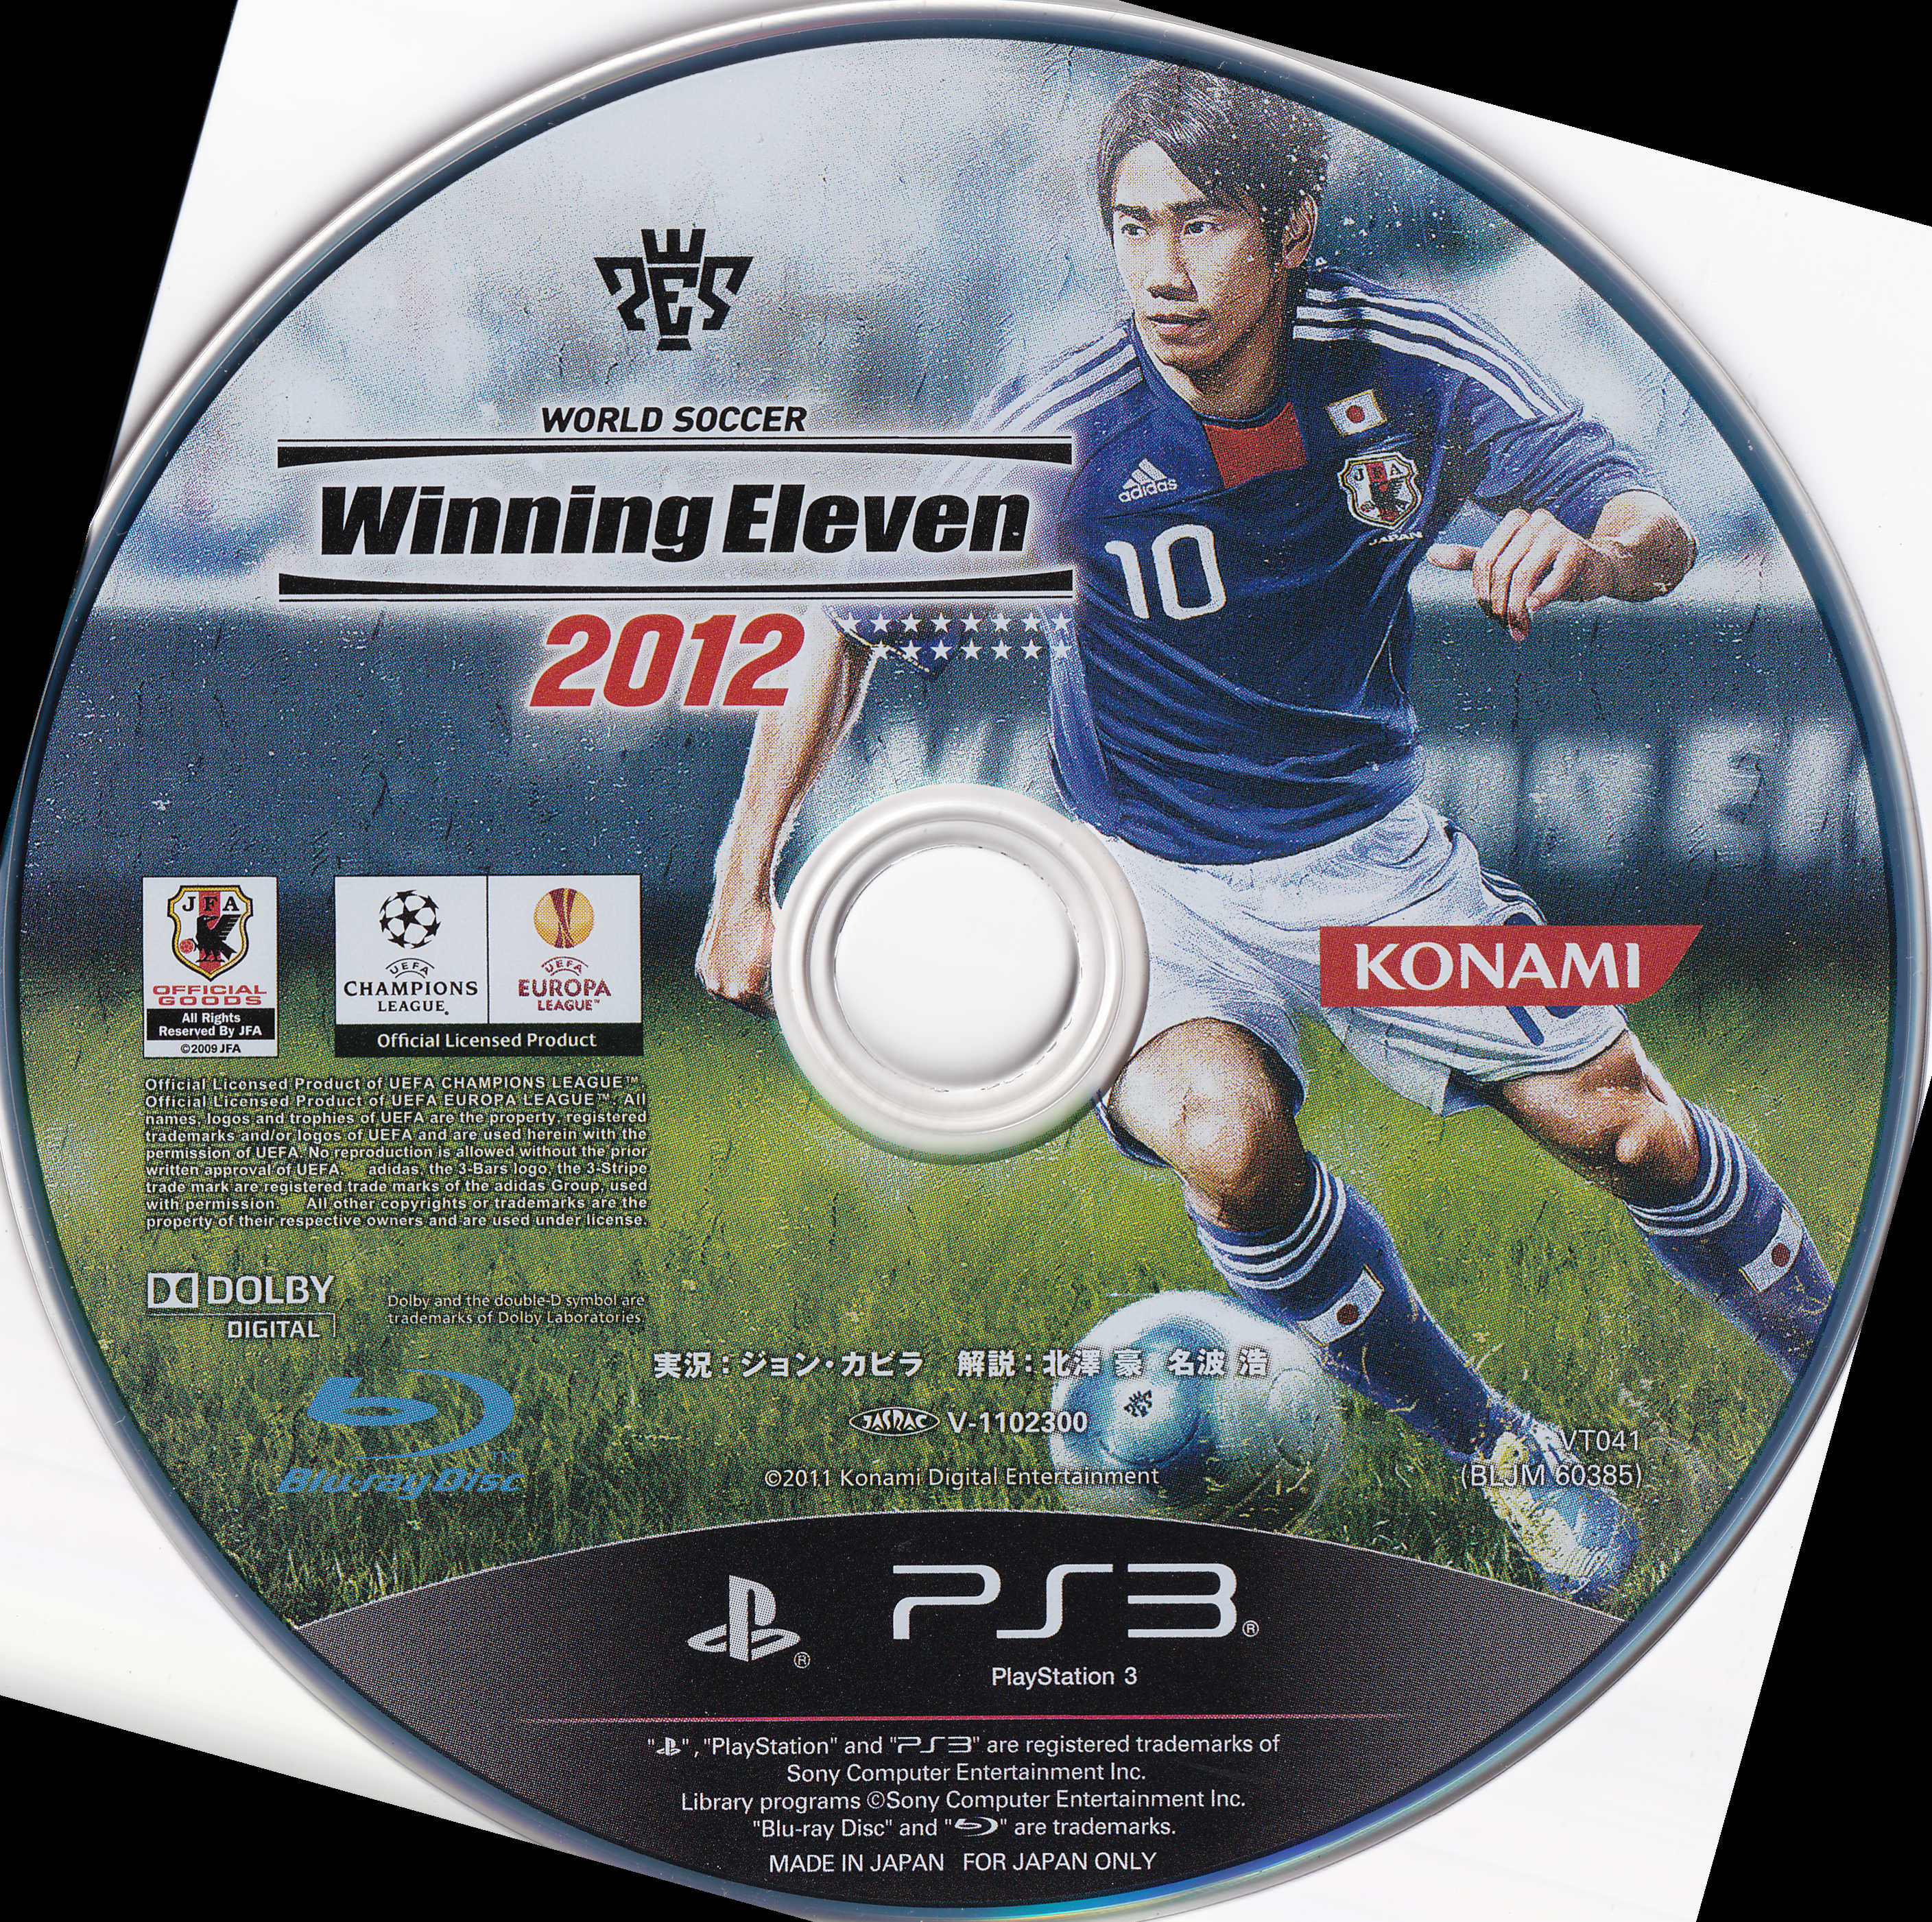 WE
PES
WORLD SOCCER
Winning Eleven
2012
adidas
JFA
JAPAN
10
JFA
OFFICIAL
GOODS
All Rights
Reserved By JFA
©2009 JFA
UEFA
CHAMPIONS
LEAGUE®
UEFA
EUROPA
LEAGUE™
Official Licensed Product
KONAMI
Official Licensed Product of UEFA CHAMPIONS LEAGUE™.
Official Licensed Product of UEFA EUROPA LEAGUE™. All
names, logos and trophies of UEFA are the property, registered
trademarks and/or logos of UEFA and are used herein with the
permission of UEFA. No reproduction is allowed without the prior
written approval of UEFA. adidas, the 3-Bars logo, the 3-Stripe
trade mark are registered trade marks of the adidas Group, used
with permission. All other copyrights or trademarks are the
property of their respective owners and are used under license.
DOLBY
DIGITAL
Dolby and the double-D symbol are
trademarks of Dolby Laboratories.
Blu-ray Disc™
実況：ジョン・カビラ 解説：北澤 豪 名波 浩
JASRAC V-1102300
©2011 Konami Digital Entertainment
VT041
(BLJM 60385)
PS3®
PlayStation 3
"PS", "PlayStation" and "PS3" are registered trademarks of
Sony Computer Entertainment Inc.
Library programs ©Sony Computer Entertainment Inc.
"Blu-ray Disc" and "" are trademarks.
MADE IN JAPAN FOR JAPAN ONLY